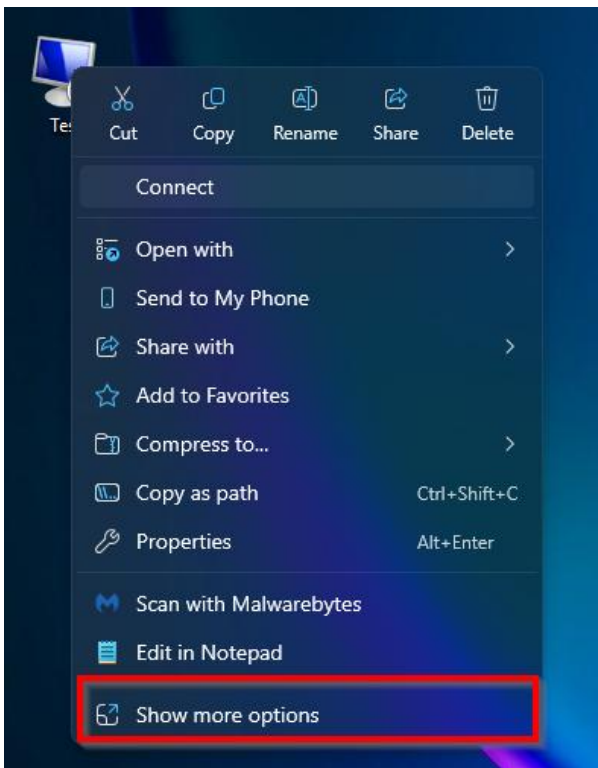 Cut Copy Rename Share Delete
Connect
Open with
Send to My Phone
Share with
Add to Favorites
Compress to...
Copy as path Ctrl+Shift+C
Properties Alt+Enter
Scan with Malwarebytes
Edit in Notepad
Show more options